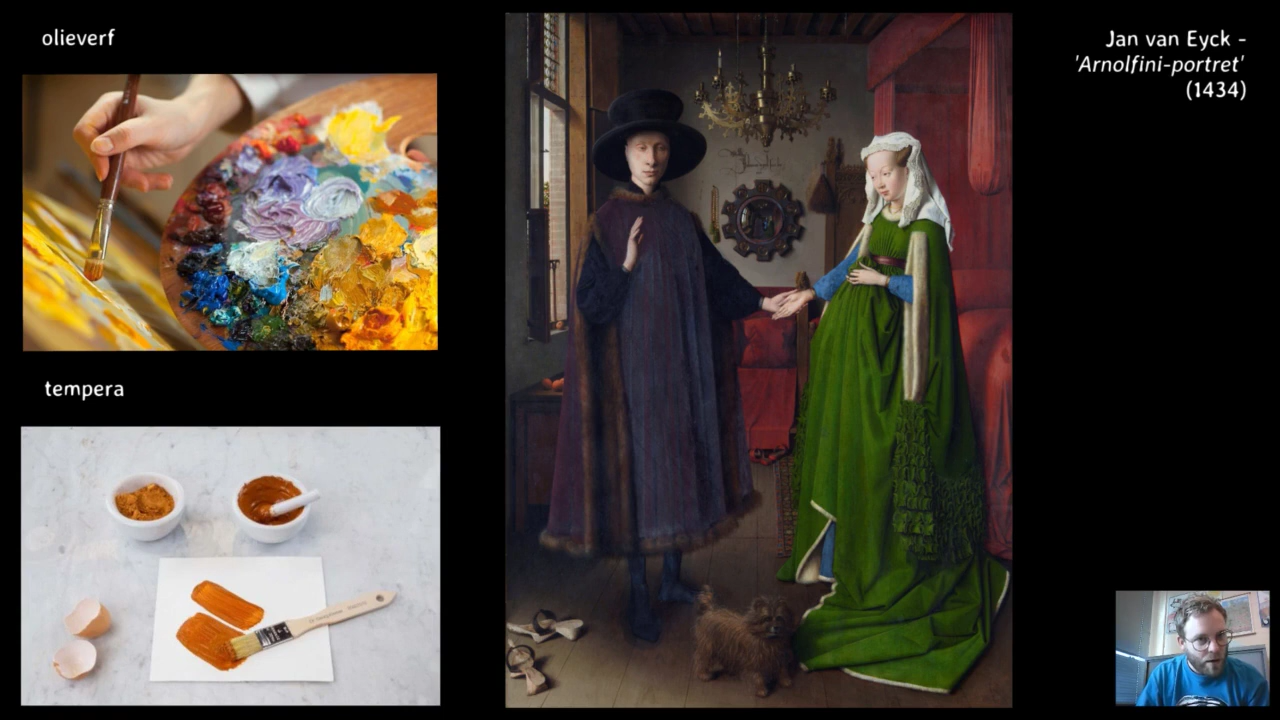 olieverf
tempera
Jan van Eyck -
'Arnolfini-portret'
(1434)